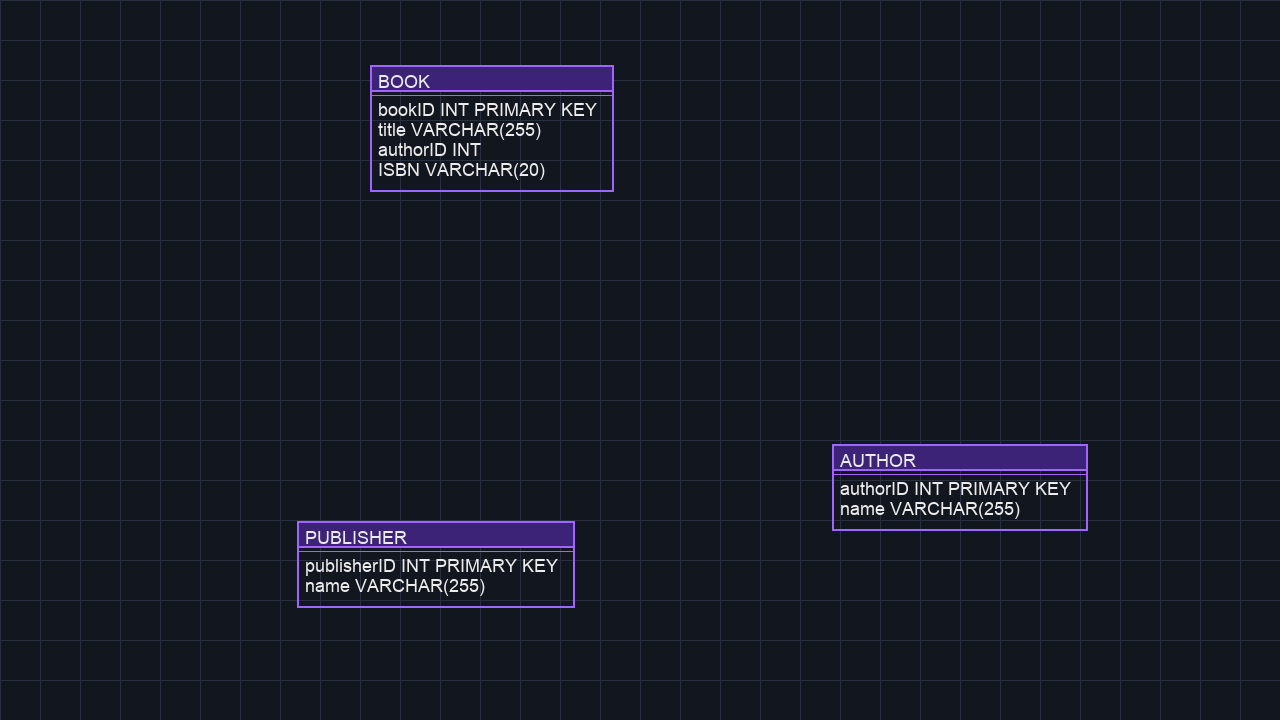 BOOK
bookID INT PRIMARY KEY
title VARCHAR(255)
authorID INT
ISBN VARCHAR(20)
AUTHOR
authorID INT PRIMARY KEY
name VARCHAR(255)
PUBLISHER
publisherID INT PRIMARY KEY
name VARCHAR(255)